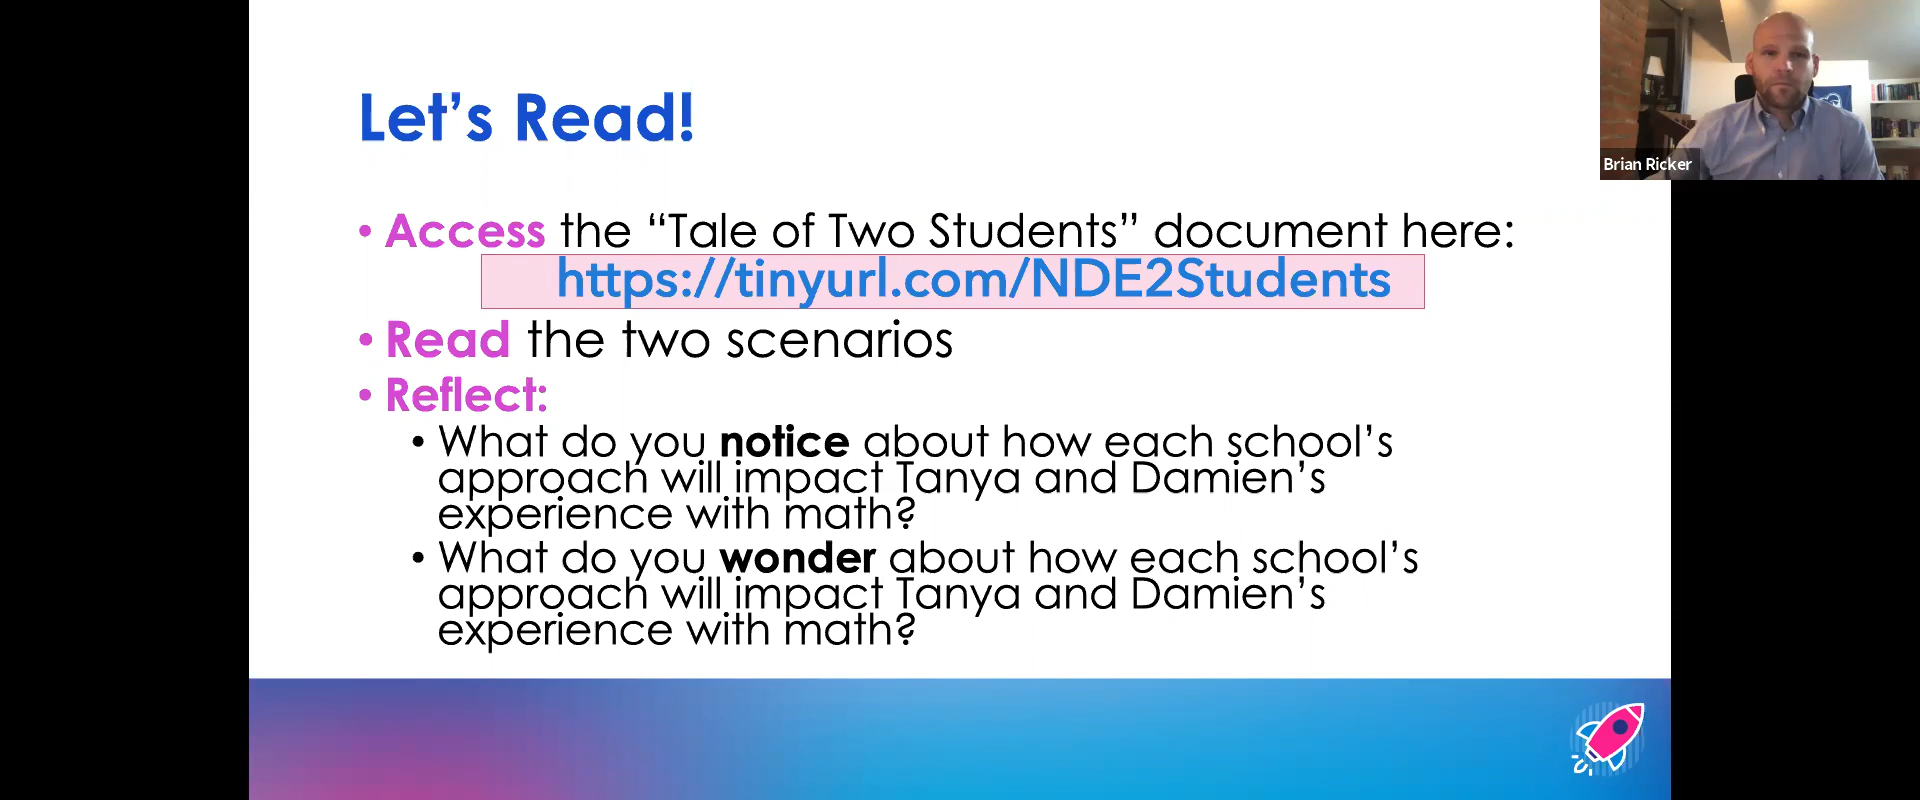 Let’s Read!
• Access the “Tale of Two Students” document here:
https://tinyurl.com/NDE2Students
• Read the two scenarios
• Reflect:
• What do you notice about how each school’s
approach will impact Tanya and Damien’s
experience with math?
• What do you wonder about how each school’s
approach will impact Tanya and Damien’s
experience with math?
Brian Ricker